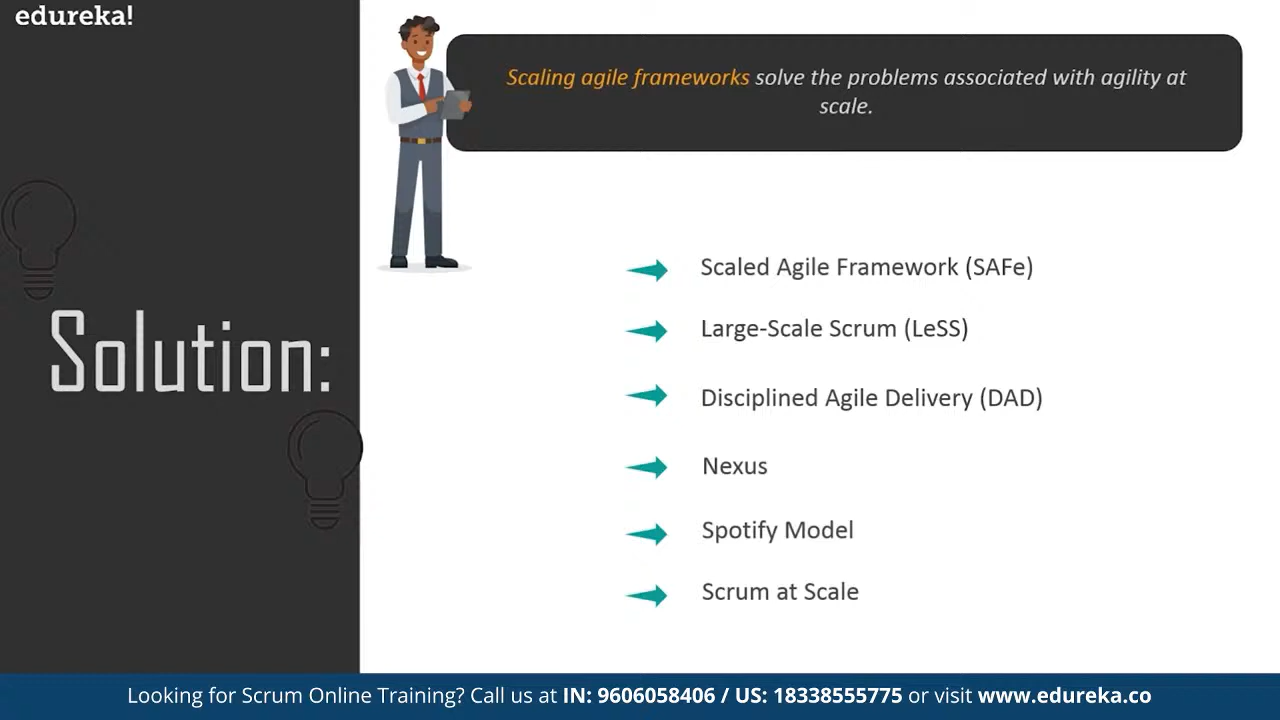 edureka!
Scaling agile frameworks solve the problems associated with agility at
scale.
Solution:
Scaled Agile Framework (SAFe)
Large-Scale Scrum (LeSS)
Disciplined Agile Delivery (DAD)
Nexus
Spotify Model
Scrum at Scale
Looking for Scrum Online Training? Call us at IN: 9606058406 / US: 18338555775 or visit www.edureka.co